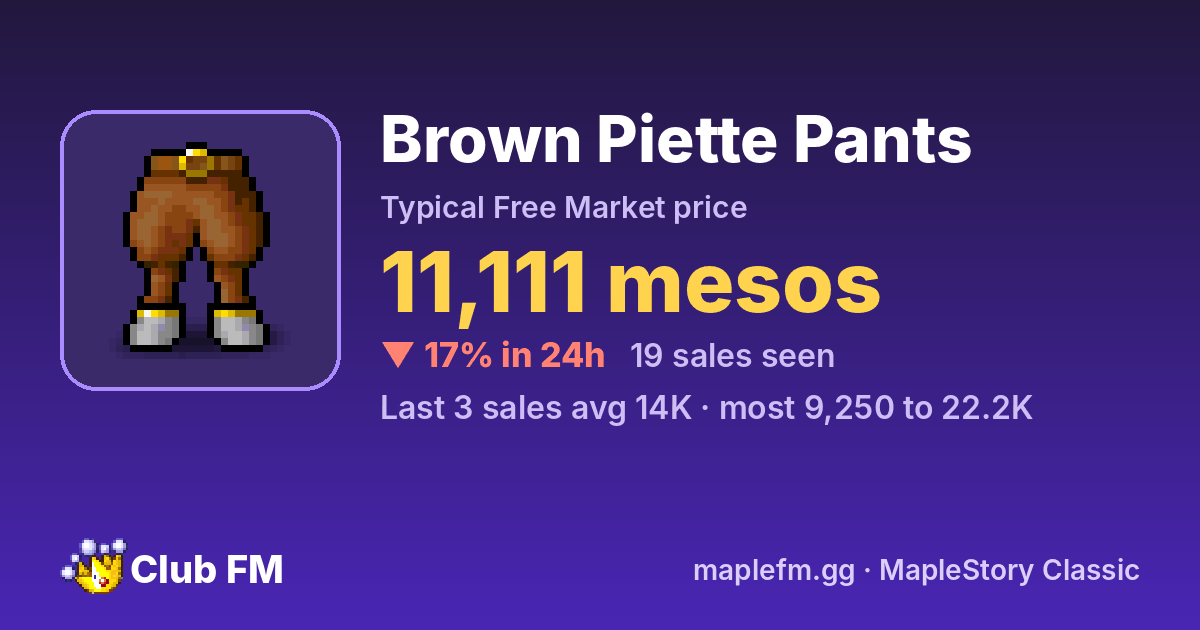 Brown Piette Pants
Typical Free Market price
11,111 mesos
▼ 17% in 24h 19 sales seen
Last 3 sales avg 14K · most 9,250 to 22.2K
Club FM
maplefm.gg · MapleStory Classic